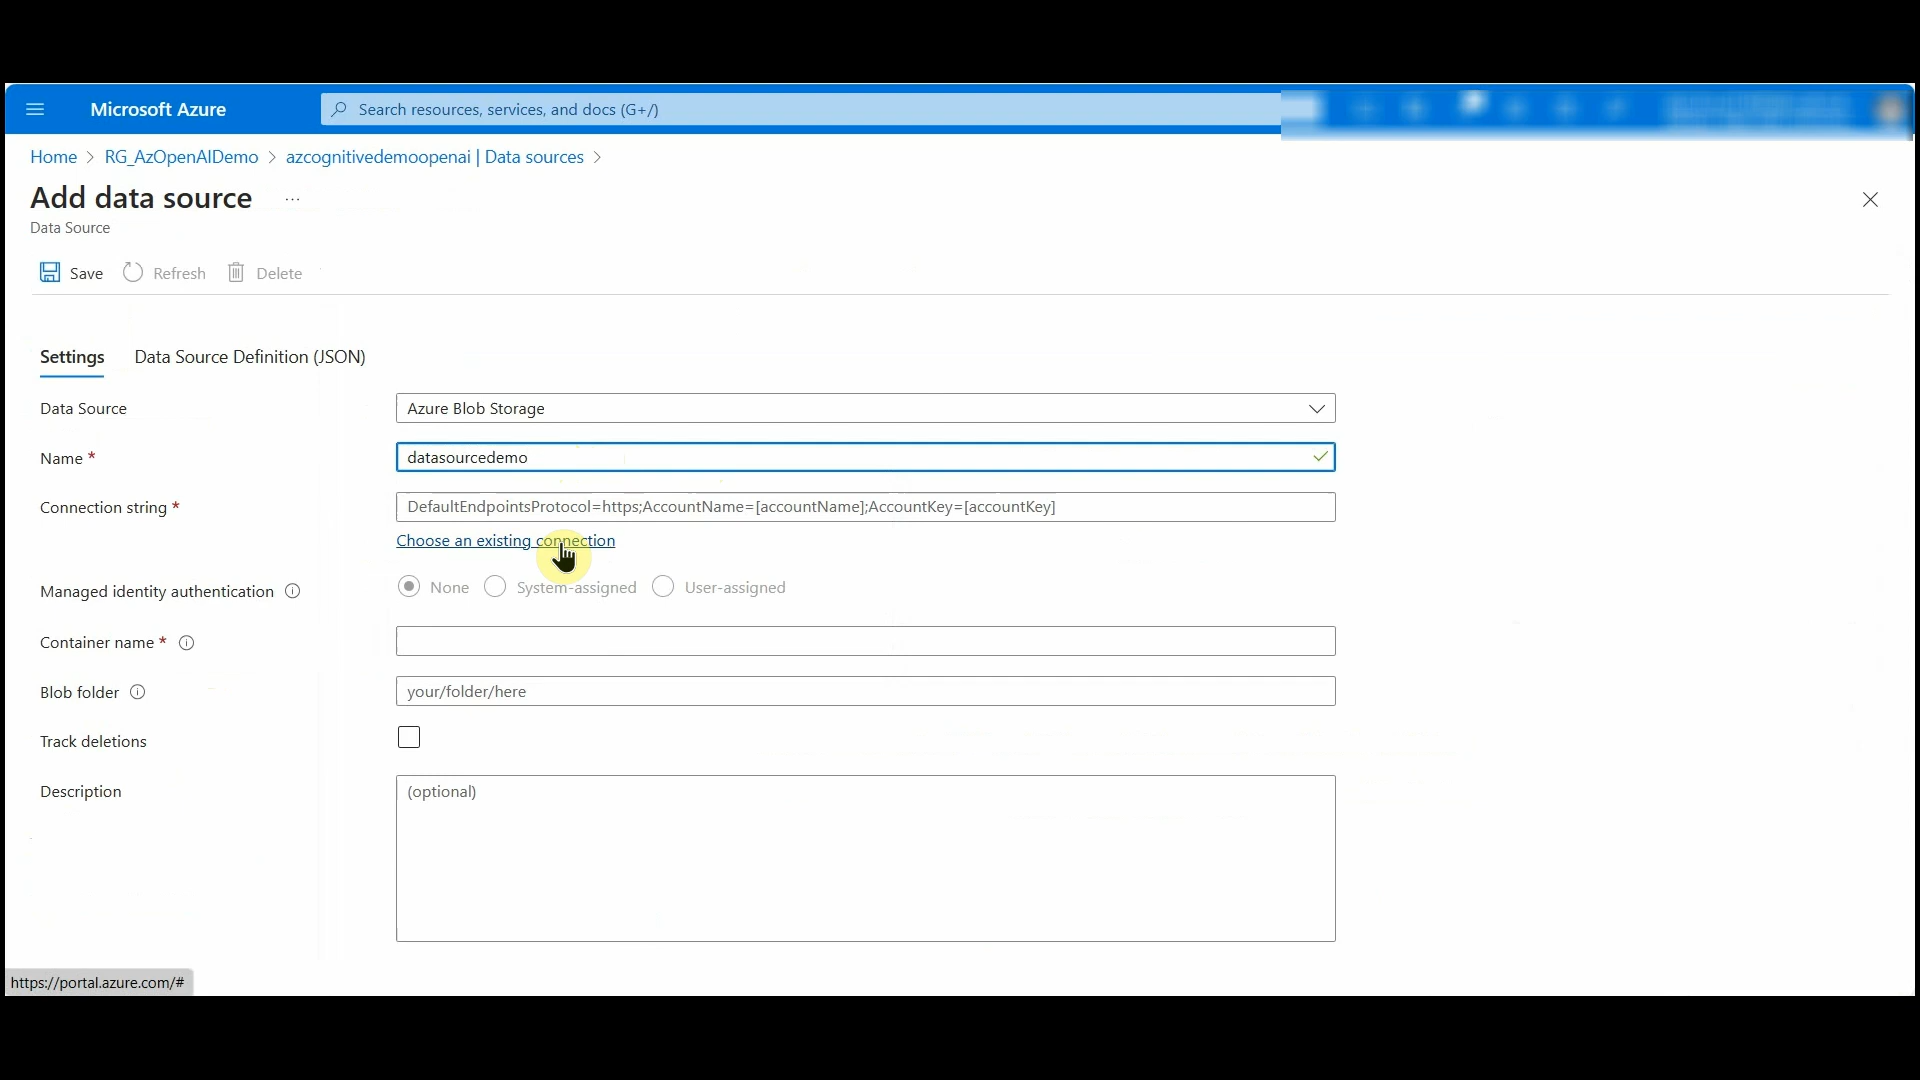 Microsoft Azure
Search resources, services, and docs (G+/)
Home > RG_AzOpenAIDemo > azcognitivedemoopenai | Data sources >
Add data source ...
Data Source
Save Refresh Delete
Settings Data Source Definition (JSON)
Data Source Azure Blob Storage
Name * datasourcedemo
Connection string * DefaultEndpointsProtocol=https;AccountName=[accountName];AccountKey=[accountKey]
Choose an existing connection
Managed identity authentication None System-assigned User-assigned
Container name *
Blob folder your/folder/here
Track deletions
Description (optional)
https://portal.azure.com/#